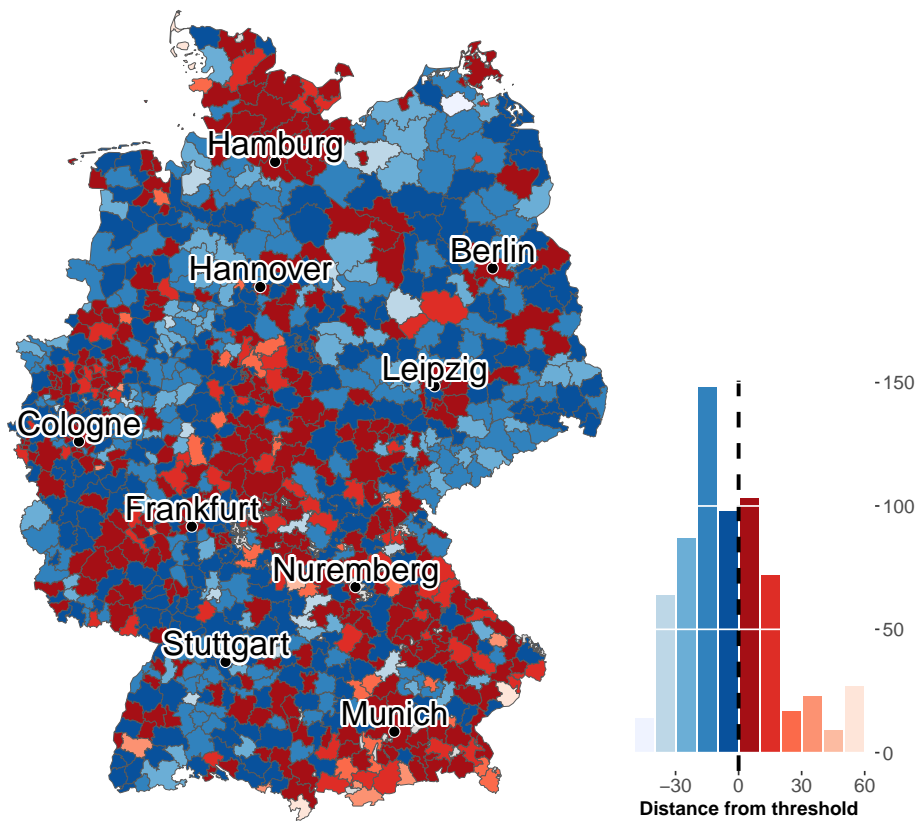 Hamburg
Berlin
Hannover
Leipzig
Cologne
Frankfurt
Nuremberg
Stuttgart
Munich
150
100
50
0
−30 0 30 60
Distance from threshold